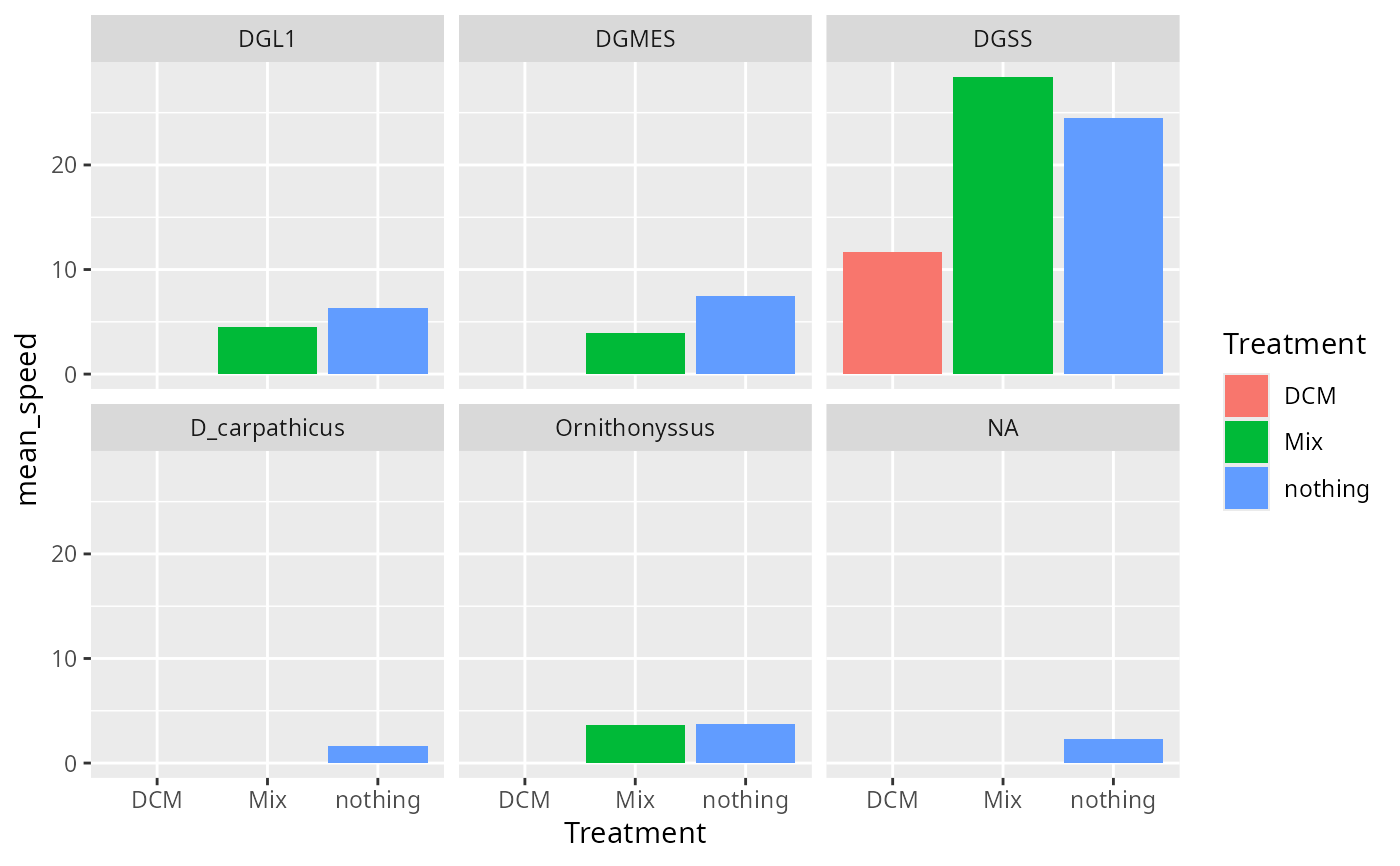 DGL1 DGMES DGSS
20
10
0
D_carpathicus Ornithonyssus NA
20
10
0
DCM Mix nothing DCM Mix nothing DCM Mix nothing
Treatment
mean_speed
Treatment
DCM
Mix
nothing